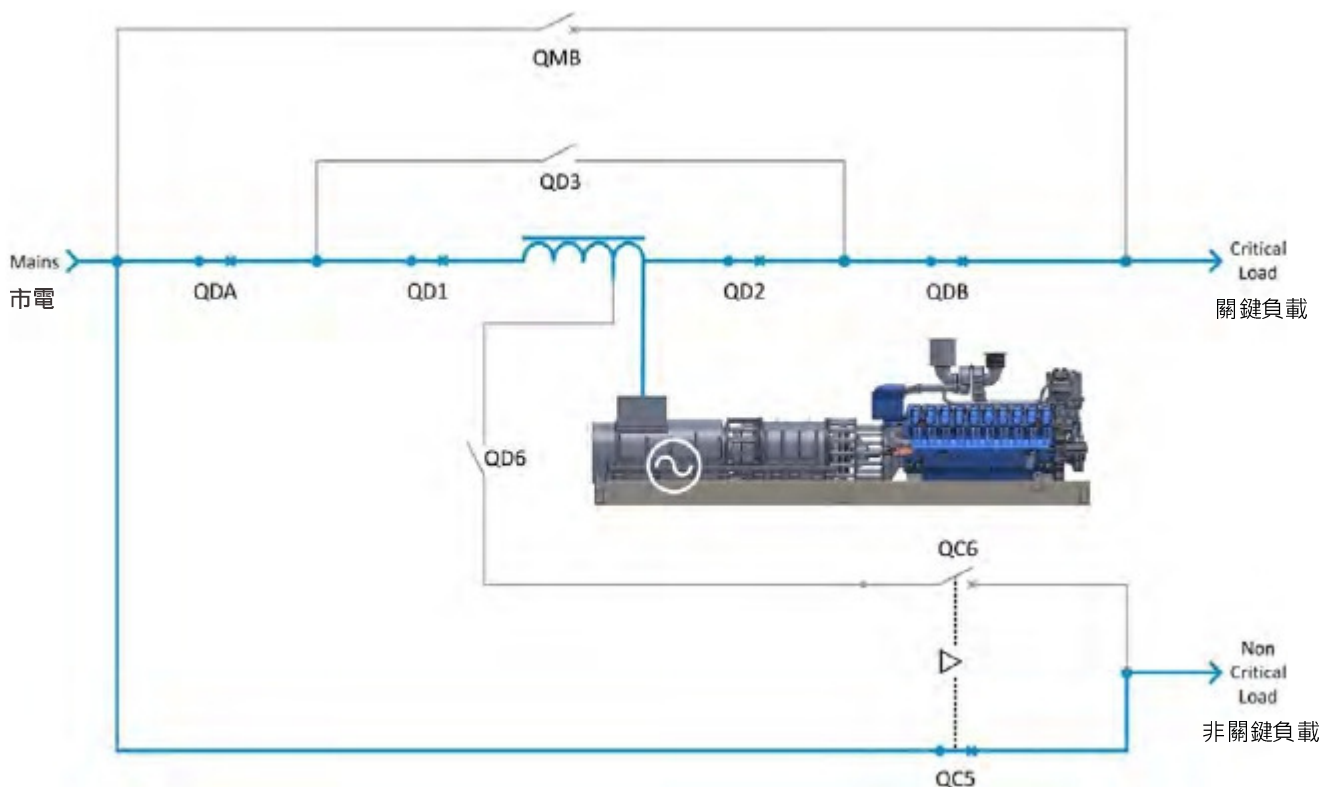 QMB
QD3
Mains
市電
QDA
QD1
QD2
QDB
Critical
Load
關鍵負載
QD6
QC6
Non
Critical
Load
非關鍵負載
QC5